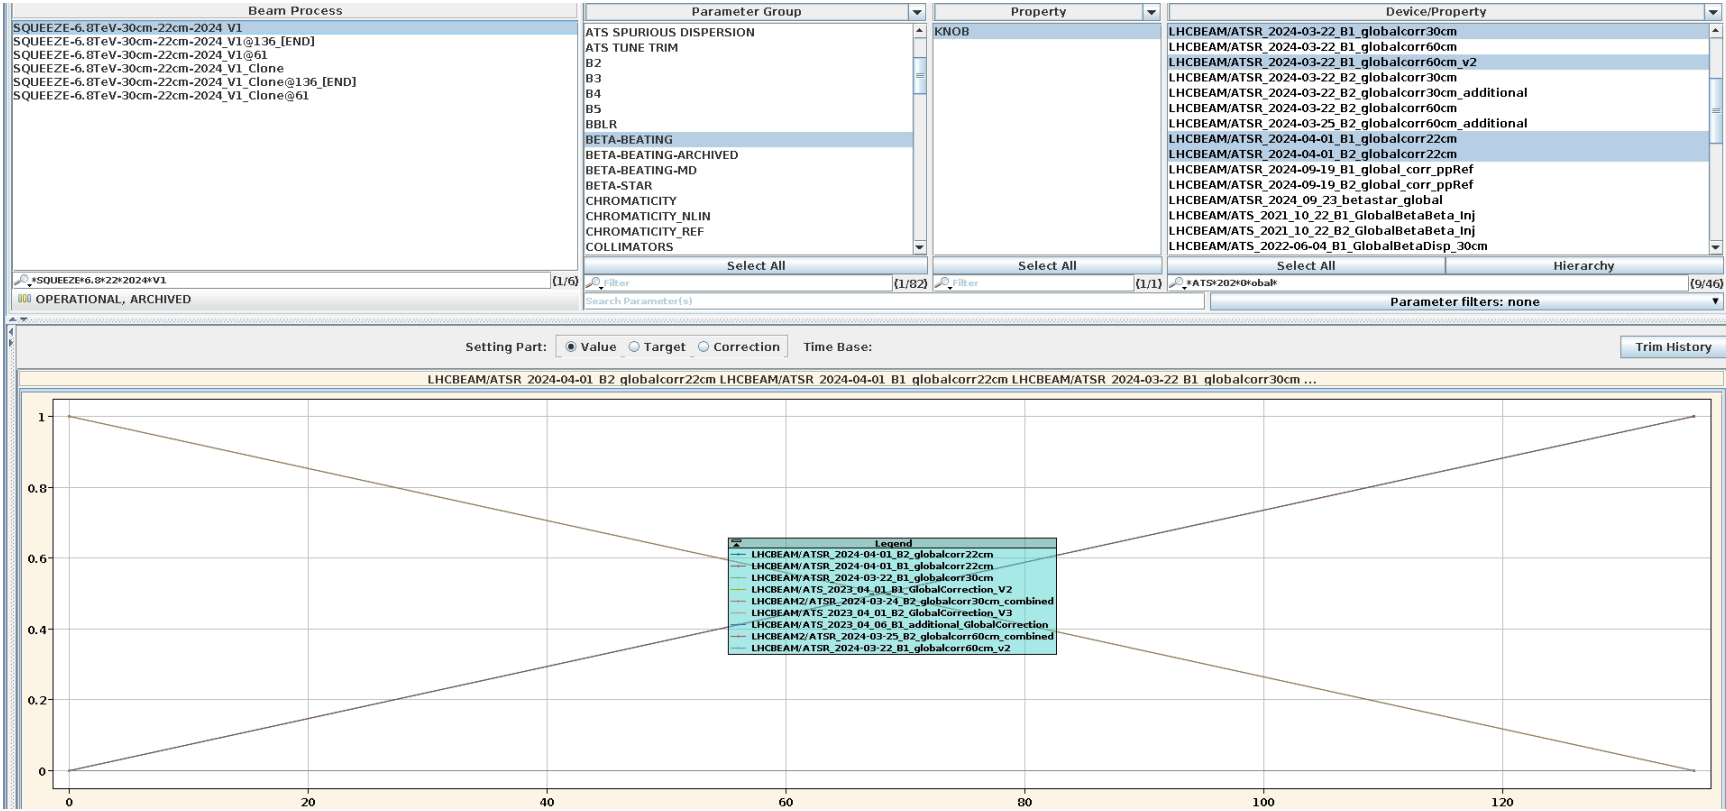 Beam Process
SQUEEZE-6.8TeV-30cm-22cm-2024_V1
SQUEEZE-6.8TeV-30cm-22cm-2024_V1@136_[END]
SQUEEZE-6.8TeV-30cm-22cm-2024_V1@61
SQUEEZE-6.8TeV-30cm-22cm-2024_V1_Clone
SQUEEZE-6.8TeV-30cm-22cm-2024_V1_Clone@136_[END]
SQUEEZE-6.8TeV-30cm-22cm-2024_V1_Clone@61
*SQUEEZE*6.8*22*2024*V1 (1/6)
OPERATIONAL, ARCHIVED
Parameter Group
ATS SPURIOUS DISPERSION
ATS TUNE TRIM
B2
B3
B4
B5
BBLR
BETA-BEATING
BETA-BEATING-ARCHIVED
BETA-BEATING-MD
BETA-STAR
CHROMATICITY
CHROMATICITY_NLIN
CHROMATICITY_REF
COLLIMATORS
Select All
Filter (1/82)
Search Parameter(s)
Property
KNOB
Select All
Filter (1/1)
Device/Property
LHCBEAM/ATSR_2024-03-22_B1_globalcorr30cm
LHCBEAM/ATSR_2024-03-22_B1_globalcorr60cm
LHCBEAM/ATSR_2024-03-22_B1_globalcorr60cm_v2
LHCBEAM/ATSR_2024-03-22_B2_globalcorr30cm
LHCBEAM/ATSR_2024-03-22_B2_globalcorr30cm_additional
LHCBEAM/ATSR_2024-03-22_B2_globalcorr60cm
LHCBEAM/ATSR_2024-03-25_B2_globalcorr60cm_additional
LHCBEAM/ATSR_2024-04-01_B1_globalcorr22cm
LHCBEAM/ATSR_2024-04-01_B2_globalcorr22cm
LHCBEAM/ATSR_2024-09-19_B1_global_corr_ppRef
LHCBEAM/ATSR_2024-09-19_B2_global_corr_ppRef
LHCBEAM/ATSR_2024_09_23_betastar_global
LHCBEAM/ATS_2021_10_22_B1_GlobalBetaBeta_Inj
LHCBEAM/ATS_2021_10_22_B2_GlobalBetaBeta_Inj
LHCBEAM/ATS_2022-06-04_B1_GlobalBetaDisp_30cm
Select All Hierarchy
*ATS*202*0*obal* (9/46)
Parameter filters: none
Setting Part: Value Target Correction Time Base: Trim History
LHCBEAM/ATSR_2024-04-01_B2_globalcorr22cm LHCBEAM/ATSR_2024-04-01_B1_globalcorr22cm LHCBEAM/ATSR_2024-03-22_B1_globalcorr30cm ...
1
0.8
0.6
0.4
0.2
0
Legend
LHCBEAM/ATSR_2024-04-01_B2_globalcorr22cm
LHCBEAM/ATSR_2024-04-01_B1_globalcorr22cm
LHCBEAM/ATSR_2024-03-22_B1_globalcorr30cm
LHCBEAM/ATS_2023_04_01_B1_GlobalCorrection_V2
LHCBEAM2/ATSR_2024-03-24_B2_globalcorr30cm_combined
LHCBEAM/ATS_2023_04_01_B2_GlobalCorrection_V3
LHCBEAM/ATS_2023_04_06_B1_additional_GlobalCorrection
LHCBEAM2/ATSR_2024-03-25_B2_globalcorr60cm_combined
LHCBEAM/ATSR_2024-03-22_B1_globalcorr60cm_v2
0 20 40 60 80 100 120